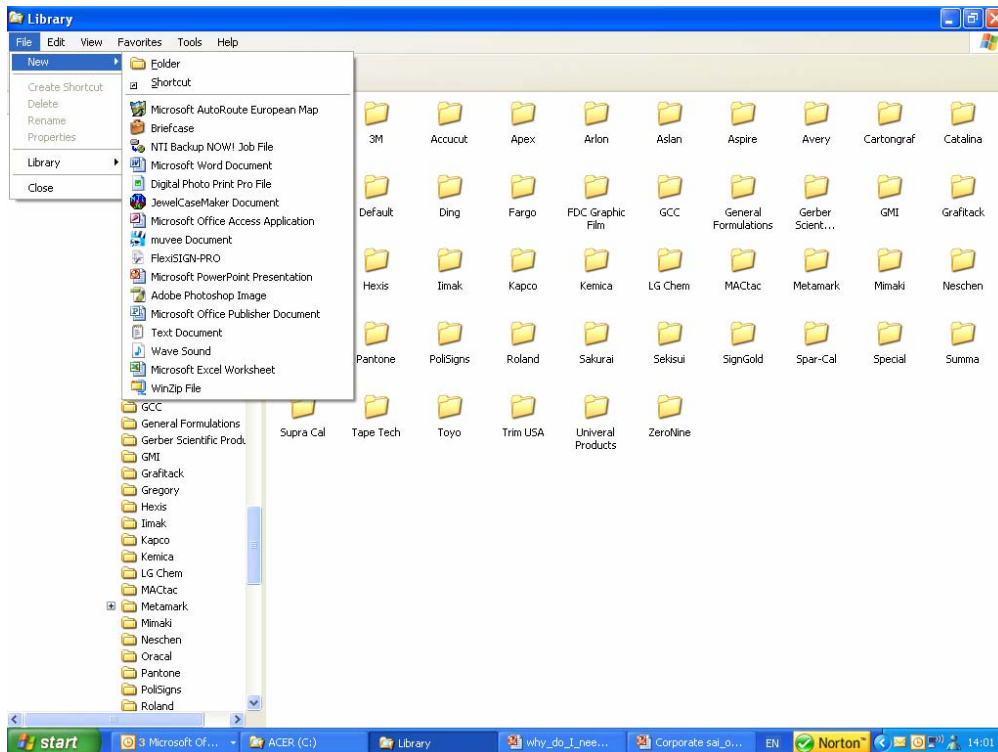 Library
File Edit View Favorites Tools Help
New
Create Shortcut
Delete
Rename
Properties
Library
Close
Folder
Shortcut
Microsoft AutoRoute European Map
Briefcase
NTI Backup NOW! Job File
Microsoft Word Document
Digital Photo Print Pro File
JewelCaseMaker Document
Microsoft Office Access Application
muvee Document
FlexiSIGN-PRO
Microsoft PowerPoint Presentation
Adobe Photoshop Image
Microsoft Office Publisher Document
Text Document
Wave Sound
Microsoft Excel Worksheet
WinZip File
3M Accucut Apex Arlon Aslan Aspire Avery Cartongraf Catalina
Default Ding Fargo FDC Graphic Film GCC General Formulations Gerber Scient... GMI Grafitack
Hexis Iimak Kapco Kemica LG Chem MACtac Metamark Mimaki Neschen
Pantone PoliSigns Roland Sakurai Sekisui SignGold Spar-Cal Special Summa
Supra Cal Tape Tech Toyo Trim USA Univeral Products ZeroNine
GCC
General Formulations
Gerber Scientific Produ
GMI
Grafitack
Gregory
Hexis
Iimak
Kapco
Kemica
LG Chem
MACtac
Metamark
Mimaki
Neschen
Oracal
Pantone
PoliSigns
Roland
start 3 Microsoft Of... ACER (C:) Library why_do_I_nee... Corporate sai_o... EN Norton™ 14:01